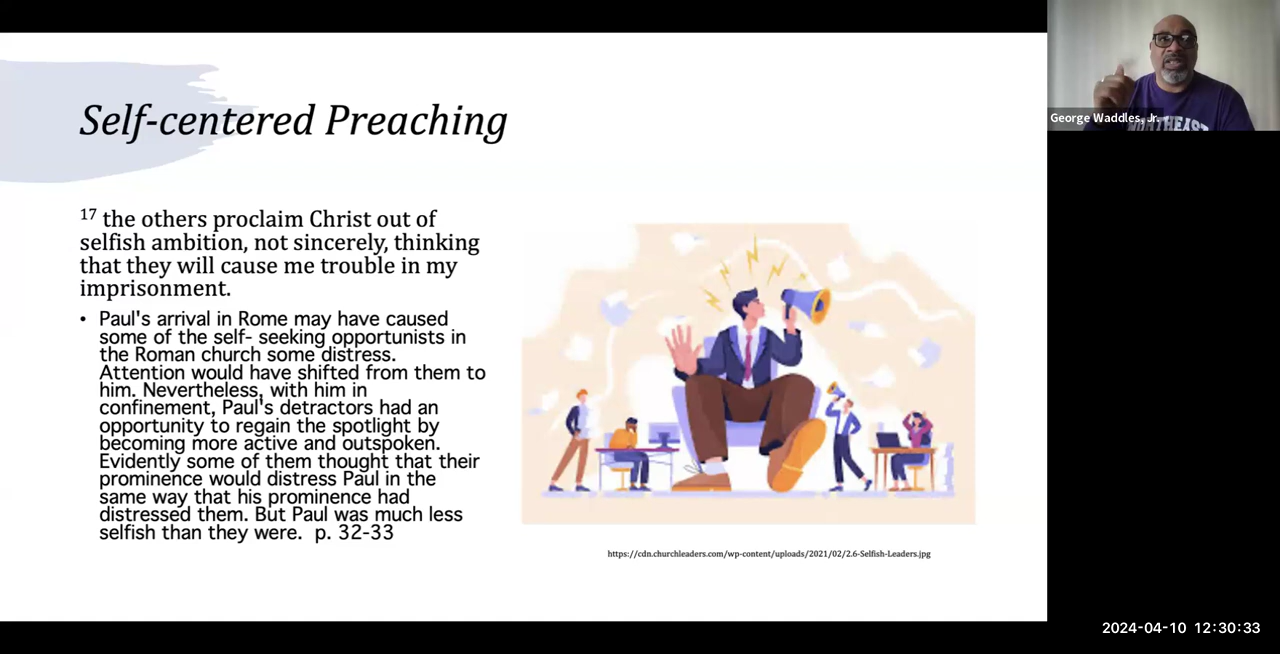 Self-centered Preaching
17 the others proclaim Christ out of
selfish ambition, not sincerely, thinking
that they will cause me trouble in my
imprisonment.
• Paul's arrival in Rome may have caused
some of the self- seeking opportunists in
the Roman church some distress.
Attention would have shifted from them to
him. Nevertheless, with him in
confinement, Paul's detractors had an
opportunity to regain the spotlight by
becoming more active and outspoken.
Evidently some of them thought that their
prominence would distress Paul in the
same way that his prominence had
distressed them. But Paul was much less
selfish than they were. p. 32-33
https://cdn.churchleaders.com/wp-content/uploads/2021/02/2.6-Selfish-Leaders.jpg
George Waddles, Jr.
2024-04-10 12:30:33